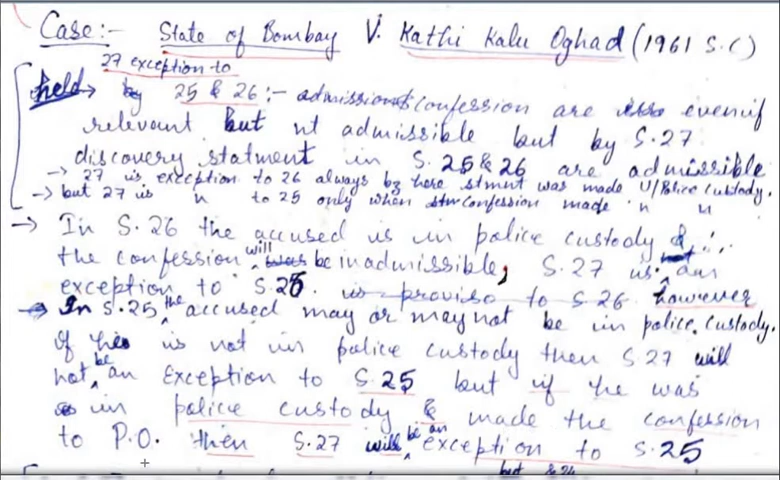 Case:- State of Bombay V. Kathi Kalu Oghad (1961 S.C)
27 exception to
held → by 25 & 26 :- admission/confession are even if
relevant but nt admissible but by S.27
discovery statment in S. 25 & 26 are admissible
→ 27 is exception to 26 always bz here stmnt was made U/Police Custody.
→ but 27 is " to 25 only when confession made " "
→ In S.26 the accused is in police custody & ∴
the confession will be inadmissible, S.27 is an
exception to S.26. is proviso to S 26 however
→ In S.25 the accused may or may not be in police custody.
if he is not in police custody then S.27 will
not be an exception to S.25 but if he was
in police custody & made the confession
to P.O. then S.27 will be an exception to S.25